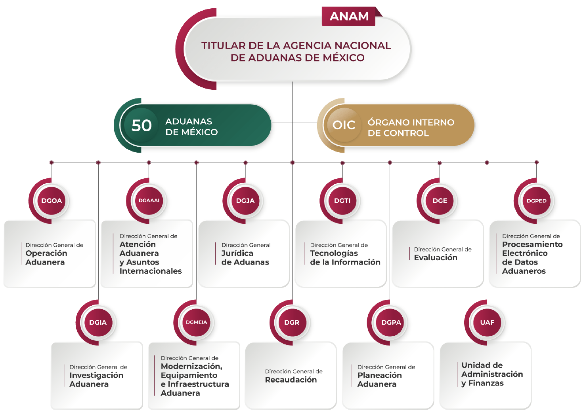 ANAM
TITULAR DE LA AGENCIA NACIONAL
DE ADUANAS DE MÉXICO
50
ADUANAS
DE MÉXICO
OIC
ÓRGANO INTERNO
DE CONTROL
DGOA
Dirección General de
Operación
Aduanera
DGAAAI
Dirección General de
Atención
Aduanera
y Asuntos
Internacionales
DGJA
Dirección General
Jurídica
de Aduanas
DGTI
Dirección General de
Tecnologías
de la Información
DGE
Dirección General de
Evaluación
DGPED
Dirección General de
Procesamiento
Electrónico
de Datos
Aduaneros
DGIA
Dirección General de
Investigación
Aduanera
DGMEIA
Dirección General de
Modernización,
Equipamiento
e Infraestructura
Aduanera
DGR
Dirección General de
Recaudación
DGPA
Dirección General de
Planeación
Aduanera
UAF
Unidad de
Administración
y Finanzas